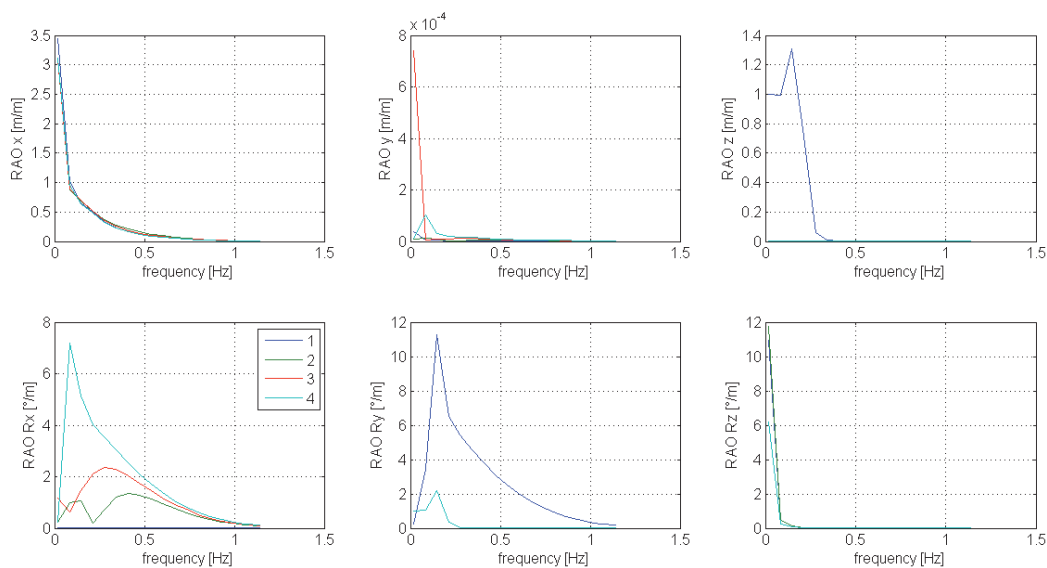 x 10⁻⁴
3.5
3
2.5
2
1.5
1
0.5
0
RAO x [m/m]
0 0.5 1 1.5
frequency [Hz]
8
6
4
2
0
RAO y [m/m]
0 0.5 1 1.5
frequency [Hz]
1.4
1.2
1
0.8
0.6
0.4
0.2
0
RAO z [m/m]
0 0.5 1 1.5
frequency [Hz]
8
6
4
2
0
RAO Rx [°/m]
1
2
3
4
0 0.5 1 1.5
frequency [Hz]
12
10
8
6
4
2
0
RAO Ry [°/m]
0 0.5 1 1.5
frequency [Hz]
12
10
8
6
4
2
0
RAO Rz [°/m]
0 0.5 1 1.5
frequency [Hz]